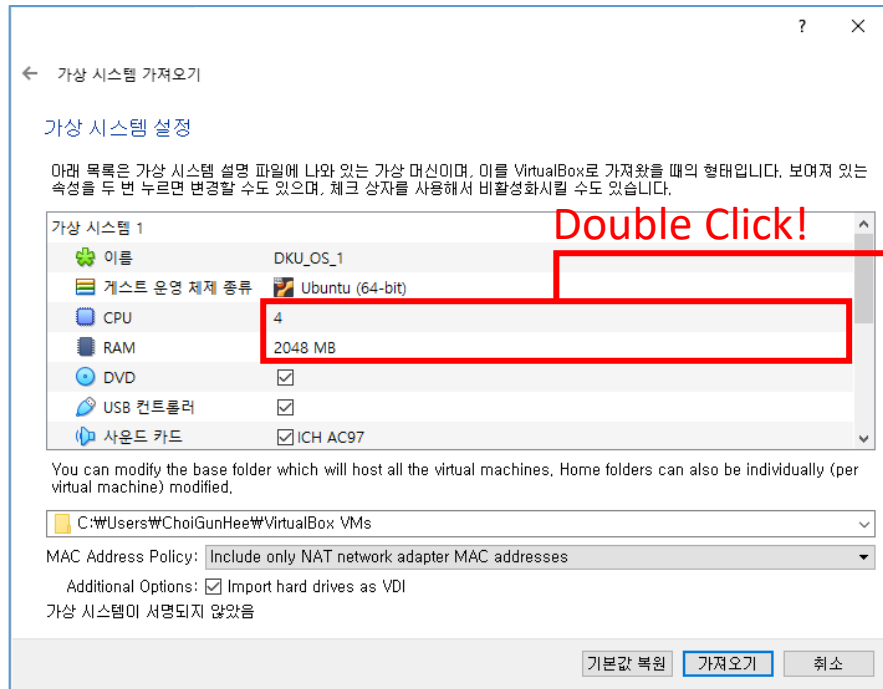 ?
가상 시스템 가져오기
가상 시스템 설정
아래 목록은 가상 시스템 설명 파일에 나와 있는 가상 머신이며, 이를 VirtualBox로 가져왔을 때의 형태입니다. 보여져 있는
속성을 두 번 누르면 변경할 수도 있으며, 체크 상자를 사용해서 비활성화시킬 수도 있습니다.
Double Click!
가상 시스템 1
이름 DKU_OS_1
게스트 운영 체제 종류 Ubuntu (64-bit)
CPU 4
RAM 2048 MB
DVD
USB 컨트롤러
사운드 카드 ICH AC97
You can modify the base folder which will host all the virtual machines. Home folders can also be individually (per
virtual machine) modified.
C:₩Users₩ChoiGunHee₩VirtualBox VMs
MAC Address Policy: Include only NAT network adapter MAC addresses
Additional Options: Import hard drives as VDI
가상 시스템이 서명되지 않았음
기본값 복원 가져오기 취소